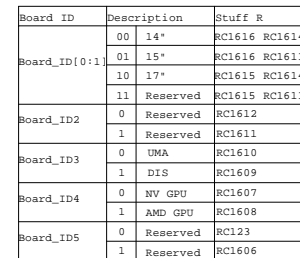 Board ID Description Stuff R
Board_ID[0:1] 00 14" RC1616 RC1614
01 15" RC1616
10 17" RC1615 RC1614
11 Reserved RC1615
Board_ID2 0 Reserved RC1612
1 Reserved RC1611
Board_ID3 0 UMA RC1610
1 DIS RC1609
Board_ID4 0 NV GPU RC1607
1 AMD GPU RC1608
Board_ID5 0 Reserved RC123
1 Reserved RC1606